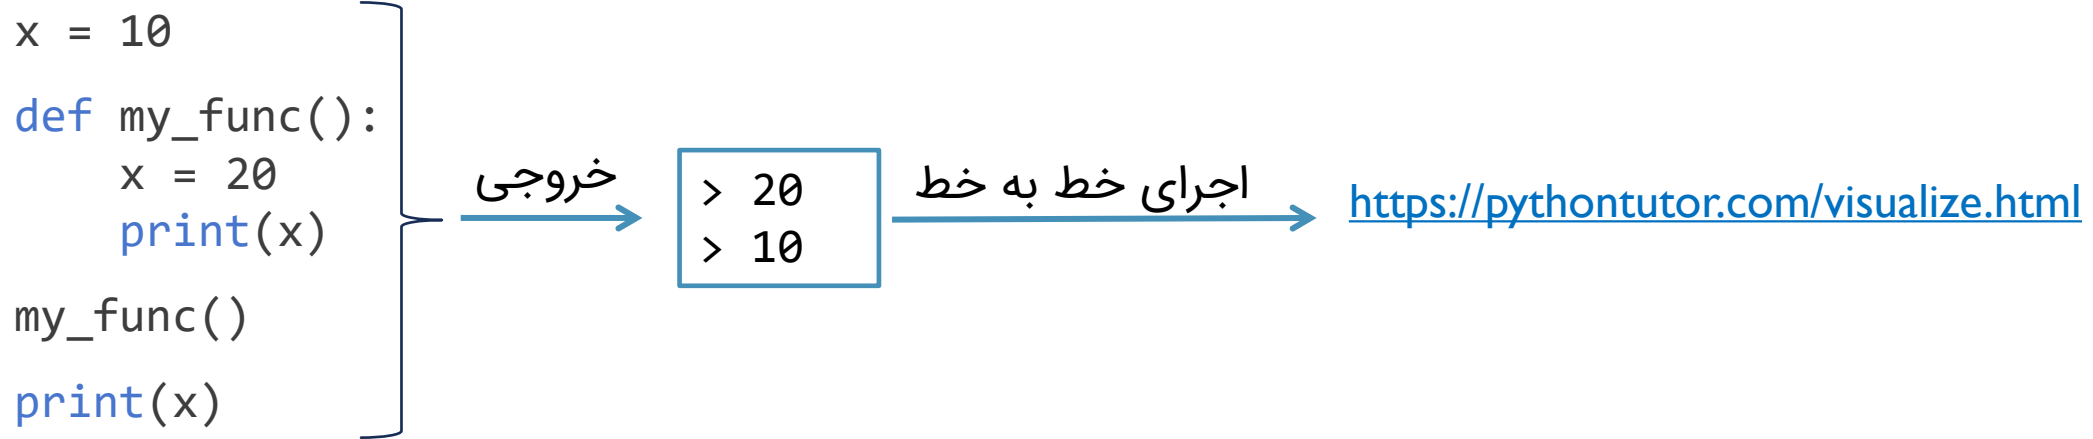 x = 10
def my_func():
    x = 20
    print(x)
my_func()
print(x)
خروجی
> 20
> 10
اجرای خط به خط
https://pythontutor.com/visualize.html